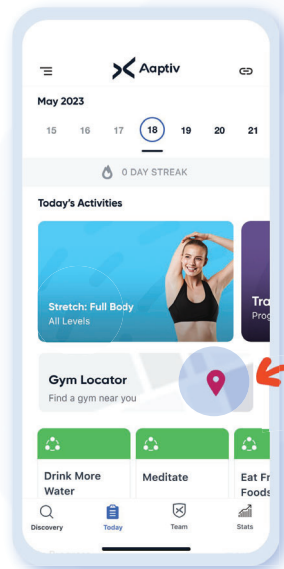 Aaptiv
May 2023
15 16 17 18 19 20 21
0 DAY STREAK
Today's Activities
Stretch: Full Body
All Levels
Gym Locator
Find a gym near you
Drink More
Water
Meditate
Discovery
Today
Team
Stats